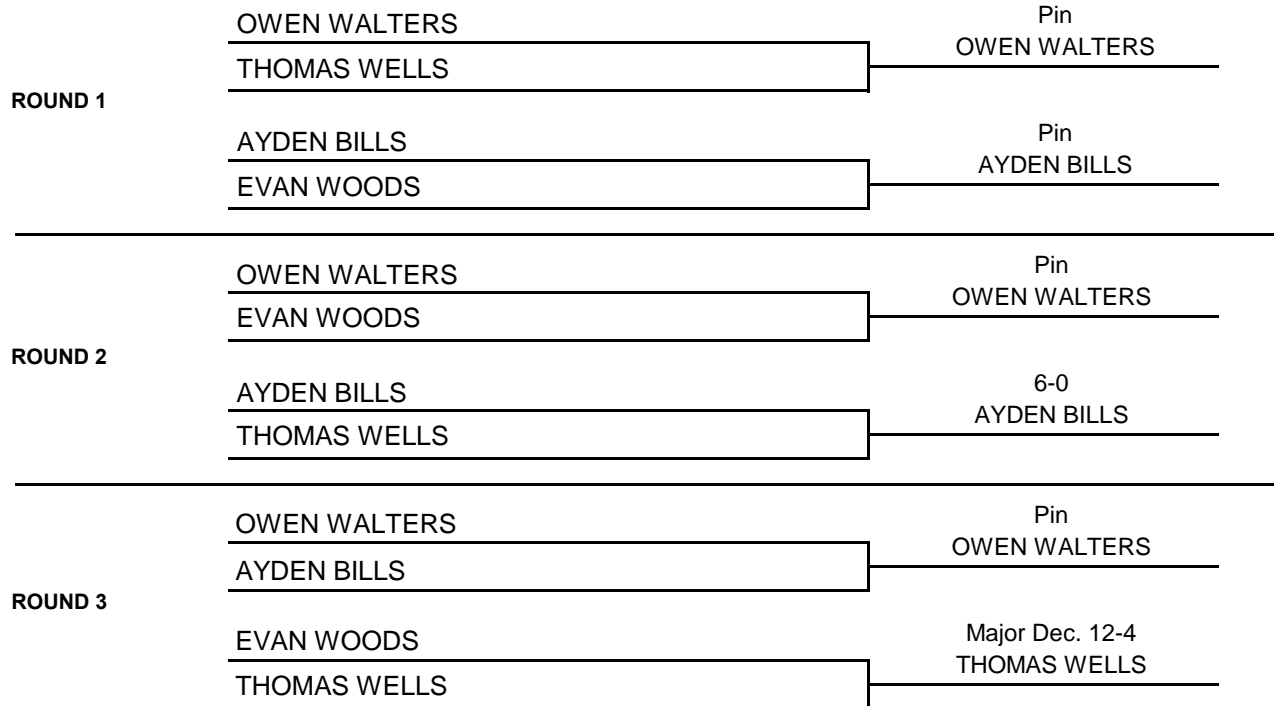 OWEN WALTERS
Pin
OWEN WALTERS
THOMAS WELLS
ROUND 1
AYDEN BILLS
Pin
AYDEN BILLS
EVAN WOODS
OWEN WALTERS
Pin
OWEN WALTERS
EVAN WOODS
ROUND 2
AYDEN BILLS
6-0
AYDEN BILLS
THOMAS WELLS
OWEN WALTERS
Pin
OWEN WALTERS
AYDEN BILLS
ROUND 3
EVAN WOODS
Major Dec. 12-4
THOMAS WELLS
THOMAS WELLS